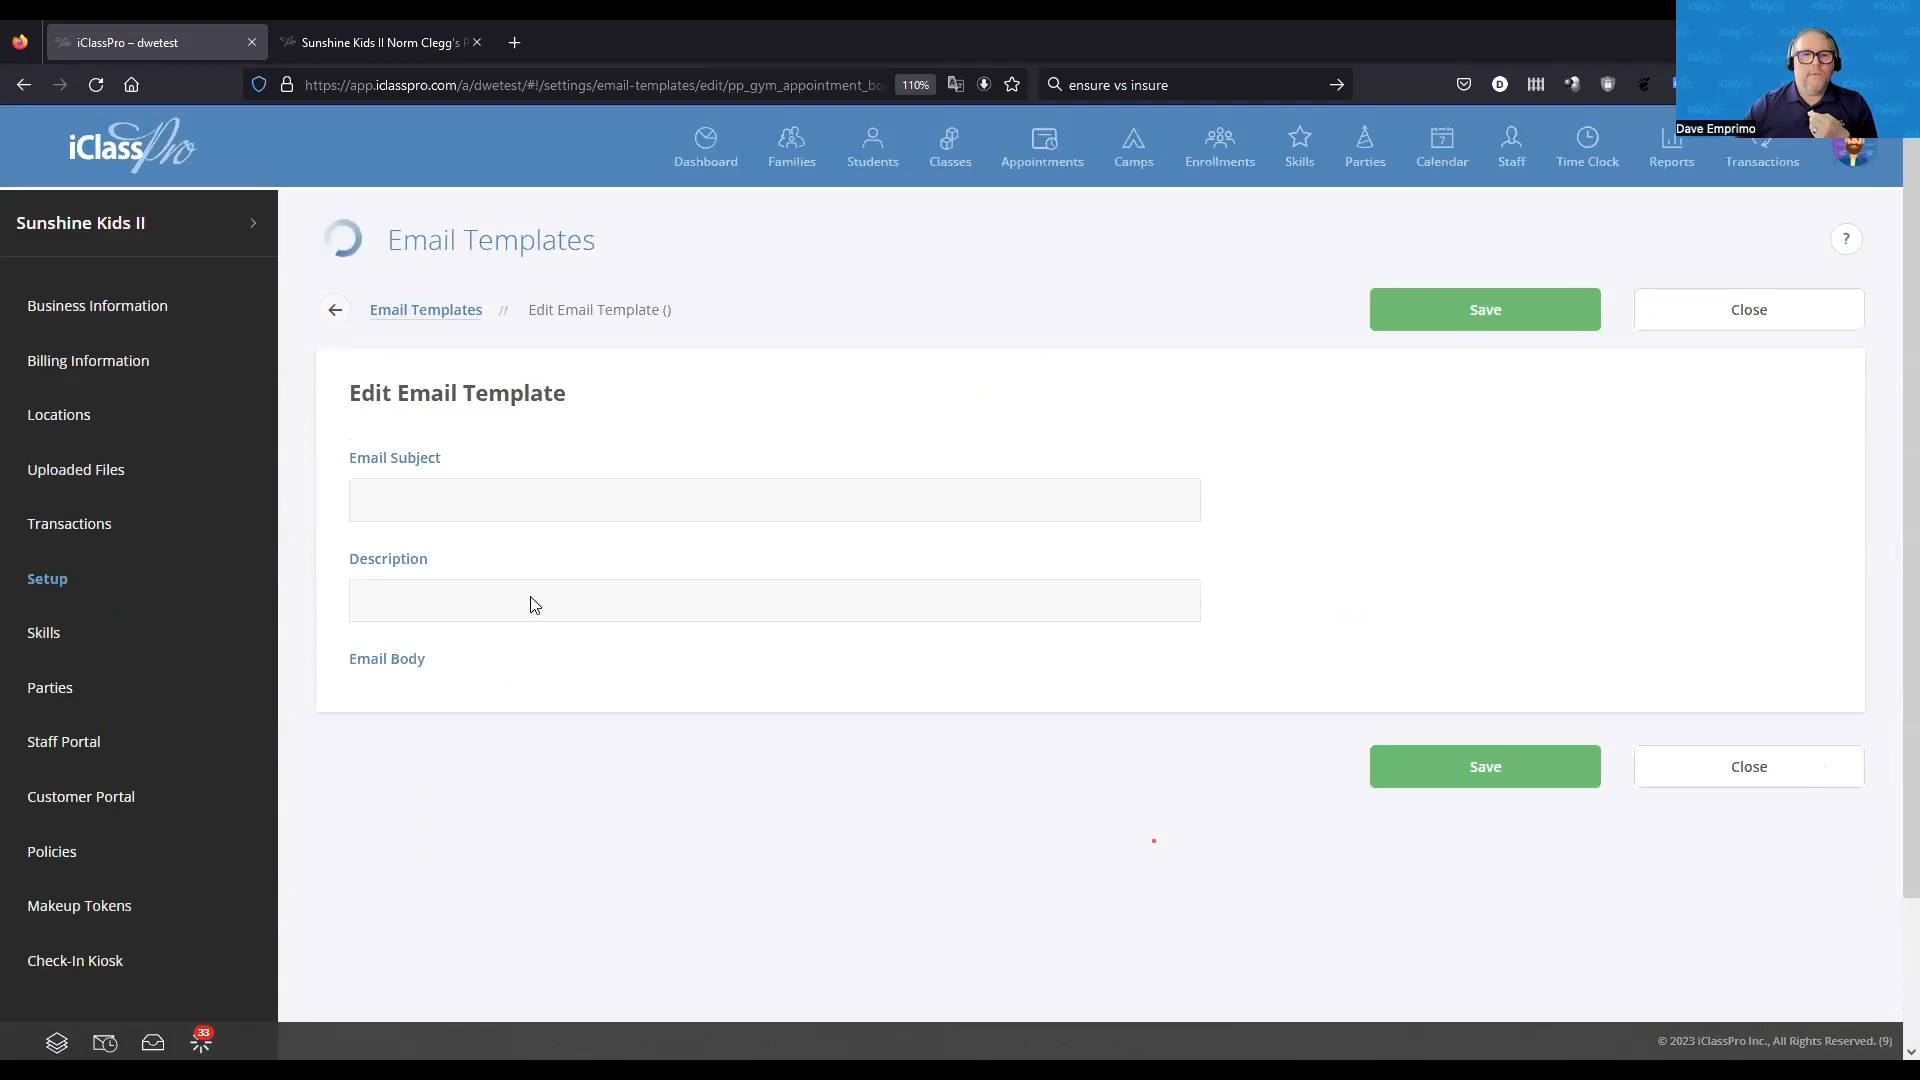 iClassPro – dwetest
Sunshine Kids II Norm Clegg's P
https://app.iclasspro.com/a/dwetest/#!/settings/email-templates/edit/pp_gym_appointment_bo
110%
ensure vs insure
D
Dave Emprimo
iClassPro
Dashboard
Families
Students
Classes
Appointments
Camps
Enrollments
Skills
Parties
7
Calendar
Staff
Time Clock
Reports
Transactions
Sunshine Kids II
Business Information
Billing Information
Locations
Uploaded Files
Transactions
Setup
Skills
Parties
Staff Portal
Customer Portal
Policies
Makeup Tokens
Check-In Kiosk
33
Email Templates
?
Email Templates // Edit Email Template ()
Save
Close
Edit Email Template
Email Subject
Description
Email Body
Save
Close
© 2023 iClassPro Inc., All Rights Reserved. (9)